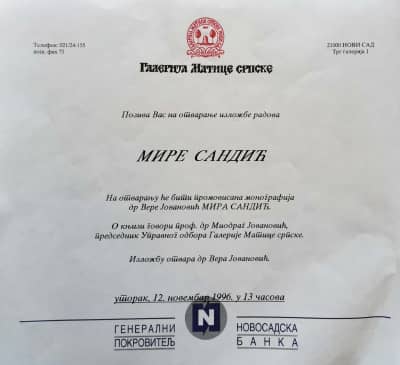 Телефон: 021/24-155
пош. фах 73
21000 НОВИ САД
Трг галерија 1
ГАЛЕРИЈА МАТИЦЕ СРПСКЕ
Позива Вас на отварање изложбе радова
МИРЕ САНДИЋ
На отварању ће бити промовисана монографија
др Вере Јовановић МИРА САНДИЋ.
О књизи говори проф. др Миодраг Јовановић,
председник Управног одбора Галерије Матице српске.
Изложбу отвара др Вера Јовановић.
уторак, 12. новембар 1996. у 13 часова
ГЕНЕРАЛНИ
ПОКРОВИТЕЉ
N
НОВОСАДСКА
БАНКА